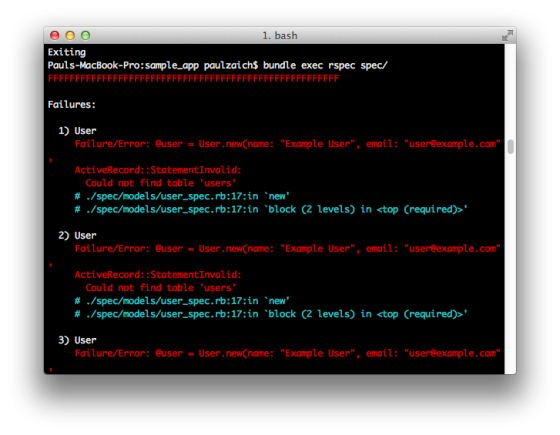 1. bash
Exiting
Pauls-MacBook-Pro:sample_app paulzaich$ bundle exec rspec spec/
FFFFFFFFFFFFFFFFFFFFFFFFFFFFFFFFFFFFFFFFFFFFFFFFFFFFFF
Failures:
1) User
Failure/Error: @user = User.new(name: "Example User", email: "user@example.com"
,
ActiveRecord::StatementInvalid:
Could not find table 'users'
# ./spec/models/user_spec.rb:17:in `new'
# ./spec/models/user_spec.rb:17:in `block (2 levels) in <top (required)>'
2) User
Failure/Error: @user = User.new(name: "Example User", email: "user@example.com"
,
ActiveRecord::StatementInvalid:
Could not find table 'users'
# ./spec/models/user_spec.rb:17:in `new'
# ./spec/models/user_spec.rb:17:in `block (2 levels) in <top (required)>'
3) User
Failure/Error: @user = User.new(name: "Example User", email: "user@example.com"
,